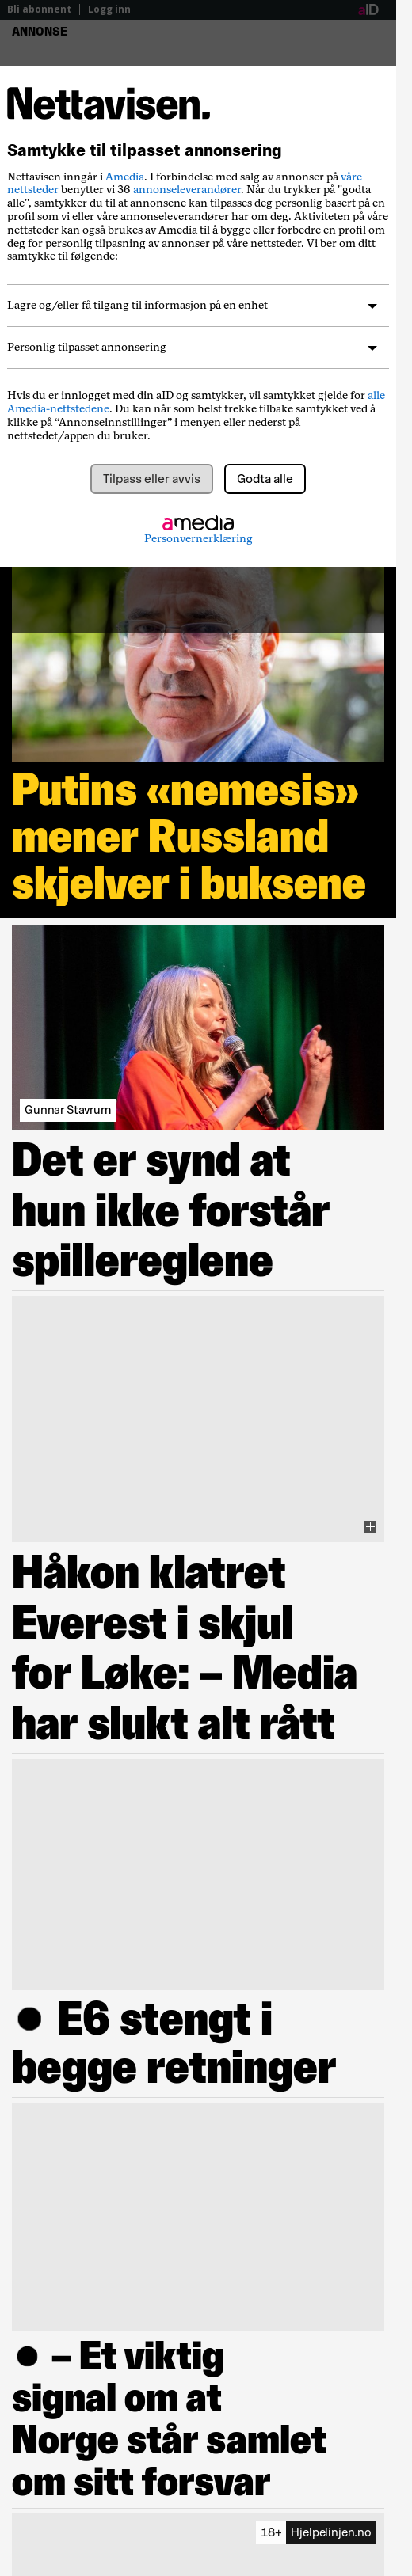 Bli abonnent
Logg inn
aID
ANNONSE
Nettavisen.
Samtykke til tilpasset annonsering
Nettavisen inngår i Amedia. I forbindelse med salg av annonser på våre
nettsteder benytter vi 36 annonseleverandører. Når du trykker på "godta
alle", samtykker du til at annonsene kan tilpasses deg personlig basert på en
profil som vi eller våre annonseleverandører har om deg. Aktiviteten på våre
nettsteder kan også brukes av Amedia til å bygge eller forbedre en profil om
deg for personlig tilpasning av annonser på våre nettsteder. Vi ber om ditt
samtykke til følgende:
Lagre og/eller få tilgang til informasjon på en enhet
Personlig tilpasset annonsering
Hvis du er innlogget med din aID og samtykker, vil samtykket gjelde for alle
Amedia-nettstedene. Du kan når som helst trekke tilbake samtykket ved å
klikke på “Annonseinnstillinger” i menyen eller nederst på
nettstedet/appen du bruker.
Tilpass eller avvis
Godta alle
amedia
Personvernerklæring
Putins «nemesis»
mener Russland
skjelver i buksene
Gunnar Stavrum
Det er synd at
hun ikke forstår
spillereglene
Håkon klatret
Everest i skjul
for Løke: – Media
har slukt alt rått
● E6 stengt i
begge retninger
● – Et viktig
signal om at
Norge står samlet
om sitt forsvar
18+ Hjelpelinjen.no